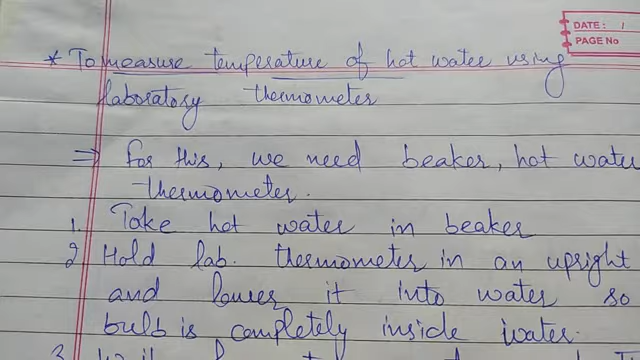 DATE: /
PAGE No
* To measure temperature of hot water using
laboratory thermometer
⇒ For this, we need beaker, hot water
thermometer.
1. Take hot water in beaker
2 Hold lab. thermometer in an upright
and lower it into water so
bulb is completely inside water.
3